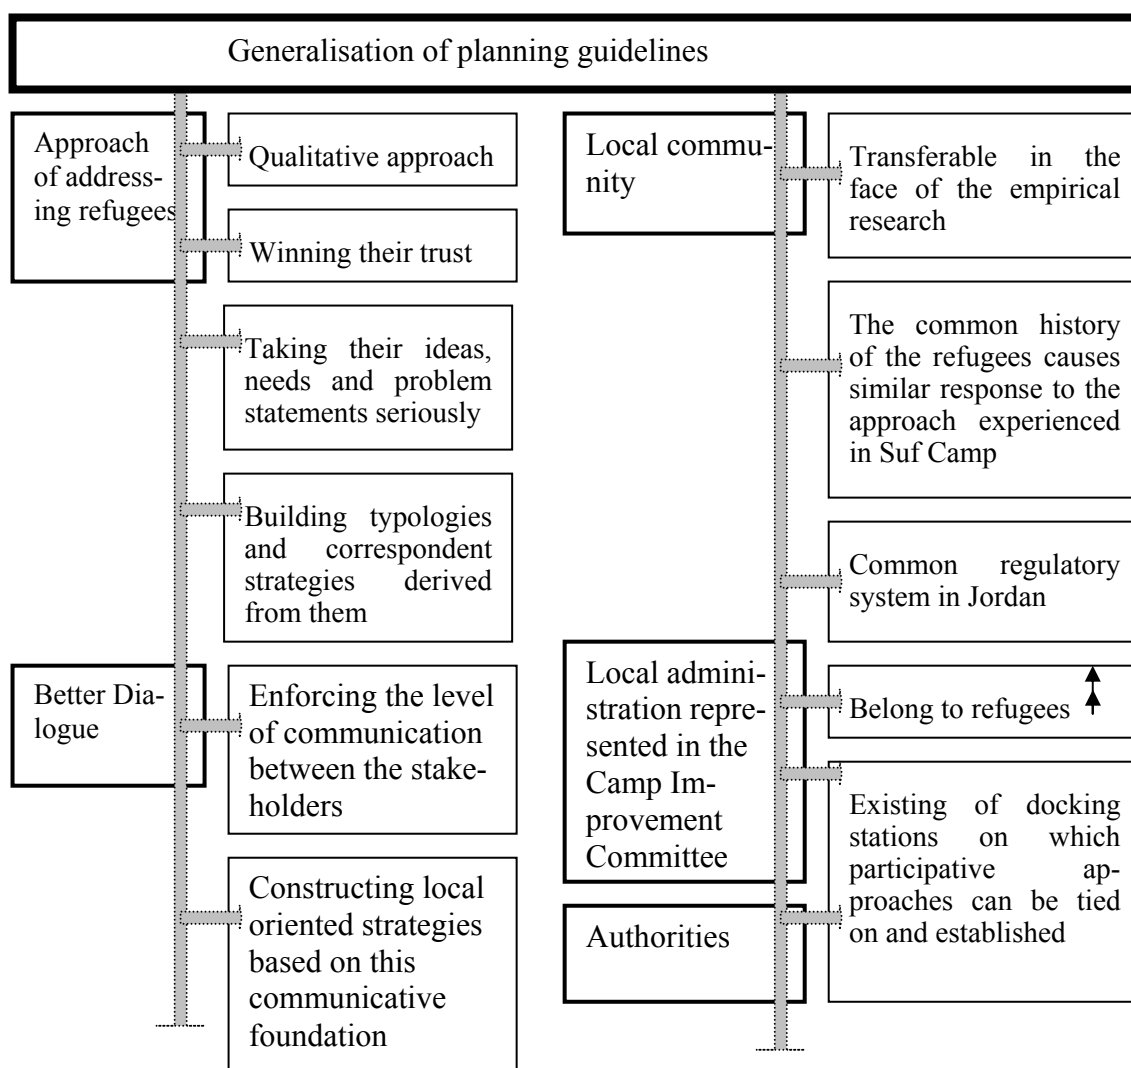 Generalisation of planning guidelines
Approach
of address-
ing refugees
Qualitative approach
Winning their trust
Taking their ideas,
needs and problem
statements seriously
Building typologies
and correspondent
strategies derived
from them
Better Dia-
logue
Enforcing the level
of communication
between the stake-
holders
Constructing local
oriented strategies
based on this
communicative
foundation
Local commu-
nity
Transferable in the
face of the empirical
research
The common history
of the refugees causes
similar response to the
approach experienced
in Suf Camp
Common regulatory
system in Jordan
Local admini-
stration repre-
sented in the
Camp Im-
provement
Committee
Belong to refugees
Existing of docking
stations on which
participative ap-
proaches can be tied
on and established
Authorities